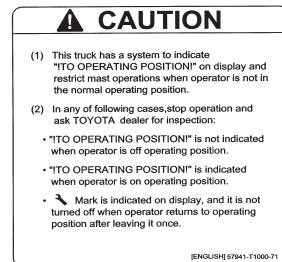 CAUTION
(1) This truck has a system to indicate
"!TO OPERATING POSITION!" on display and
restrict mast operations when operator is not in
the normal operating position.
(2) In any of following cases,stop operation and
ask TOYOTA dealer for inspection:
• "!TO OPERATING POSITION!" is not indicated
when operator is off operating position.
• "!TO OPERATING POSITION!" is indicated
when operator is on operating position.
• Mark is indicated on display, and it is not
turned off when operator returns to operating
position after leaving it once.
[ENGLISH] 57941-T1000-71